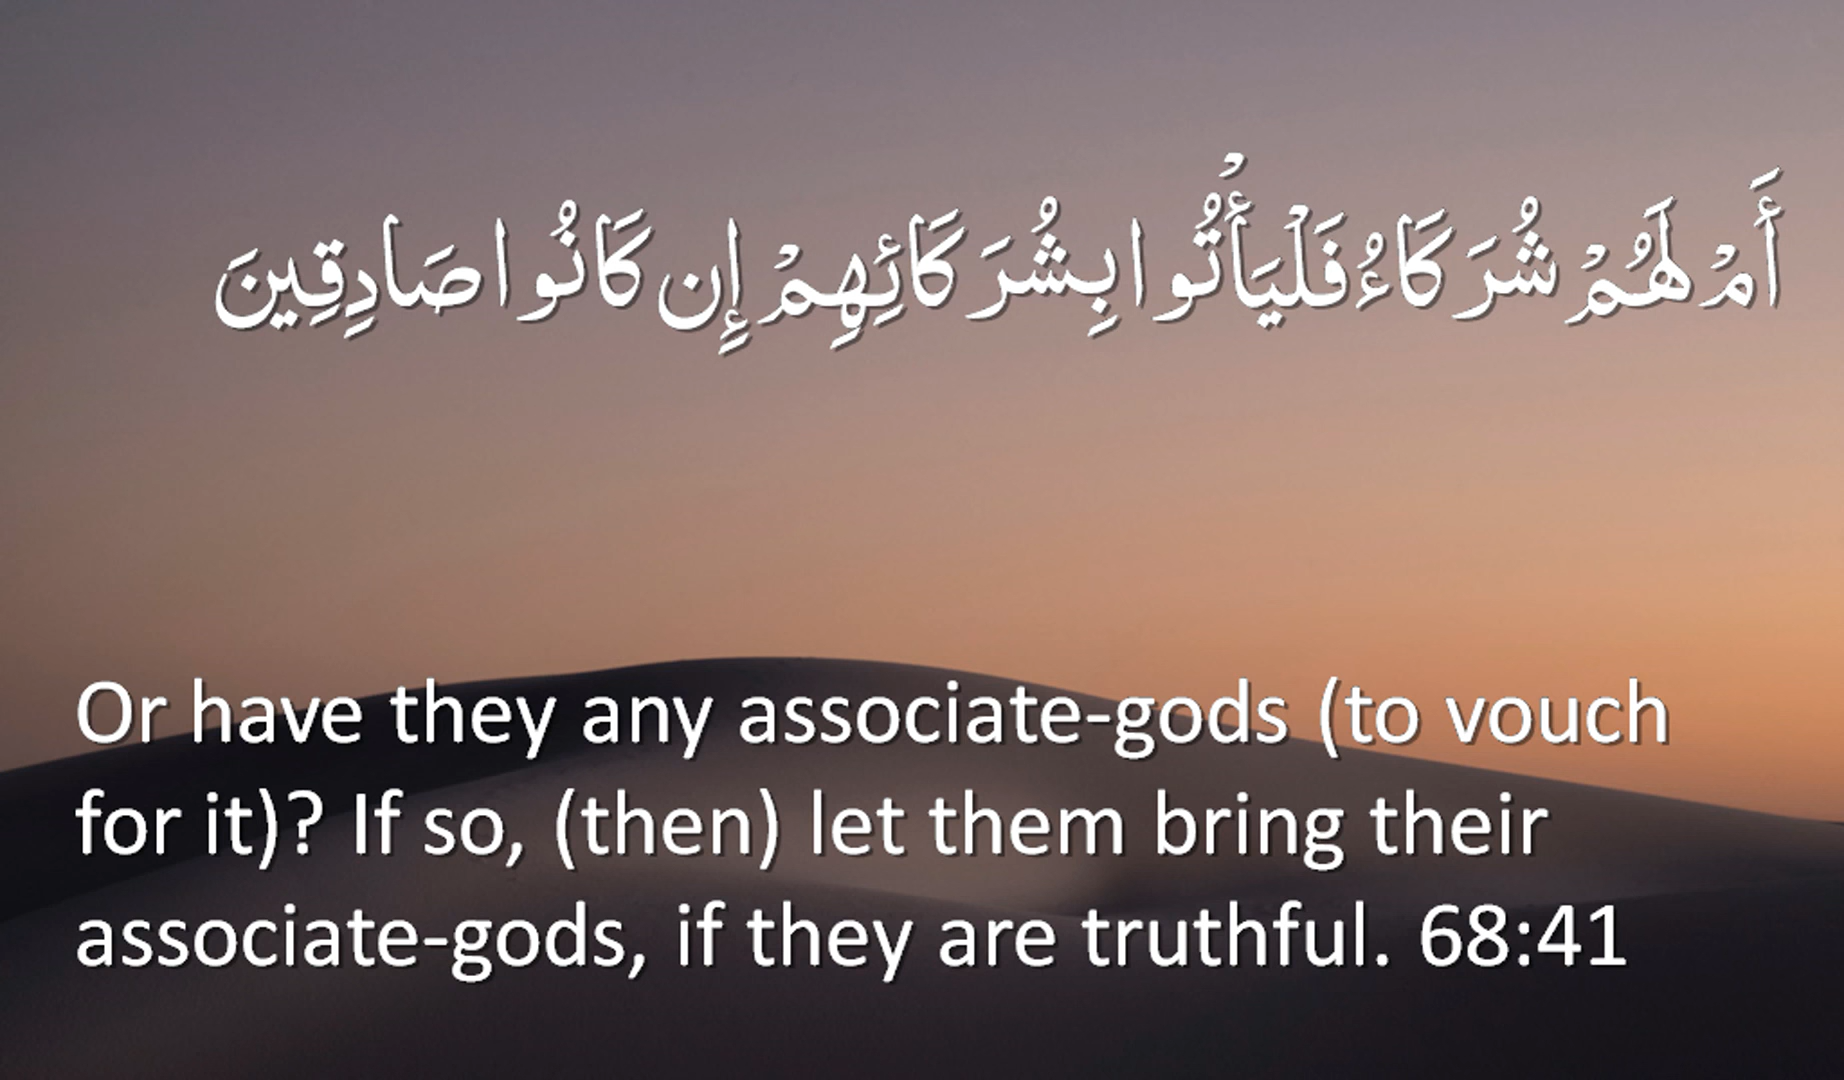 أَمْ لَهُمْ شُرَكَاءُ فَلْيَأْتُوا بِشُرَكَائِهِمْ إِن كَانُوا صَادِقِينَ
Or have they any associate-gods (to vouch
for it)? If so, (then) let them bring their
associate-gods, if they are truthful. 68:41